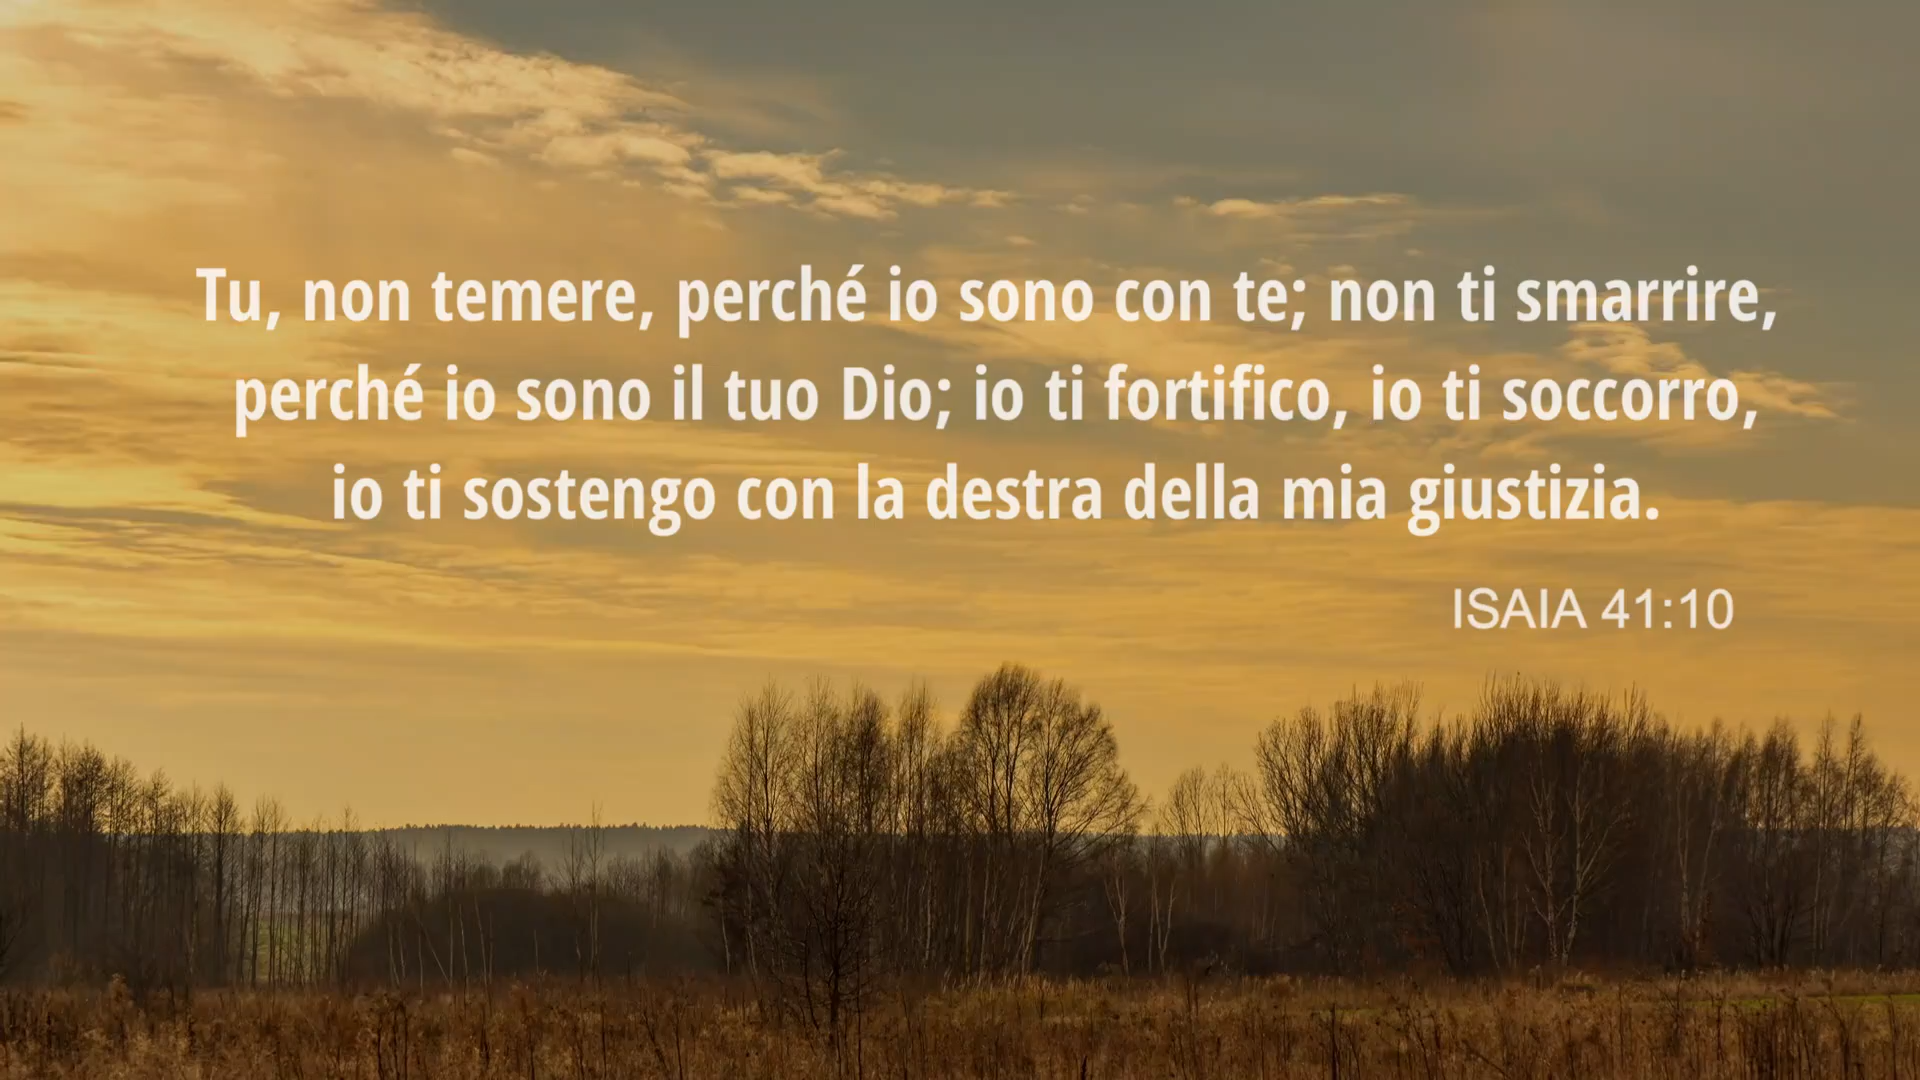 Tu, non temere, perché io sono con te; non ti smarrire,
perché io sono il tuo Dio; io ti fortifico, io ti soccorro,
io ti sostengo con la destra della mia giustizia.
ISAIA 41:10